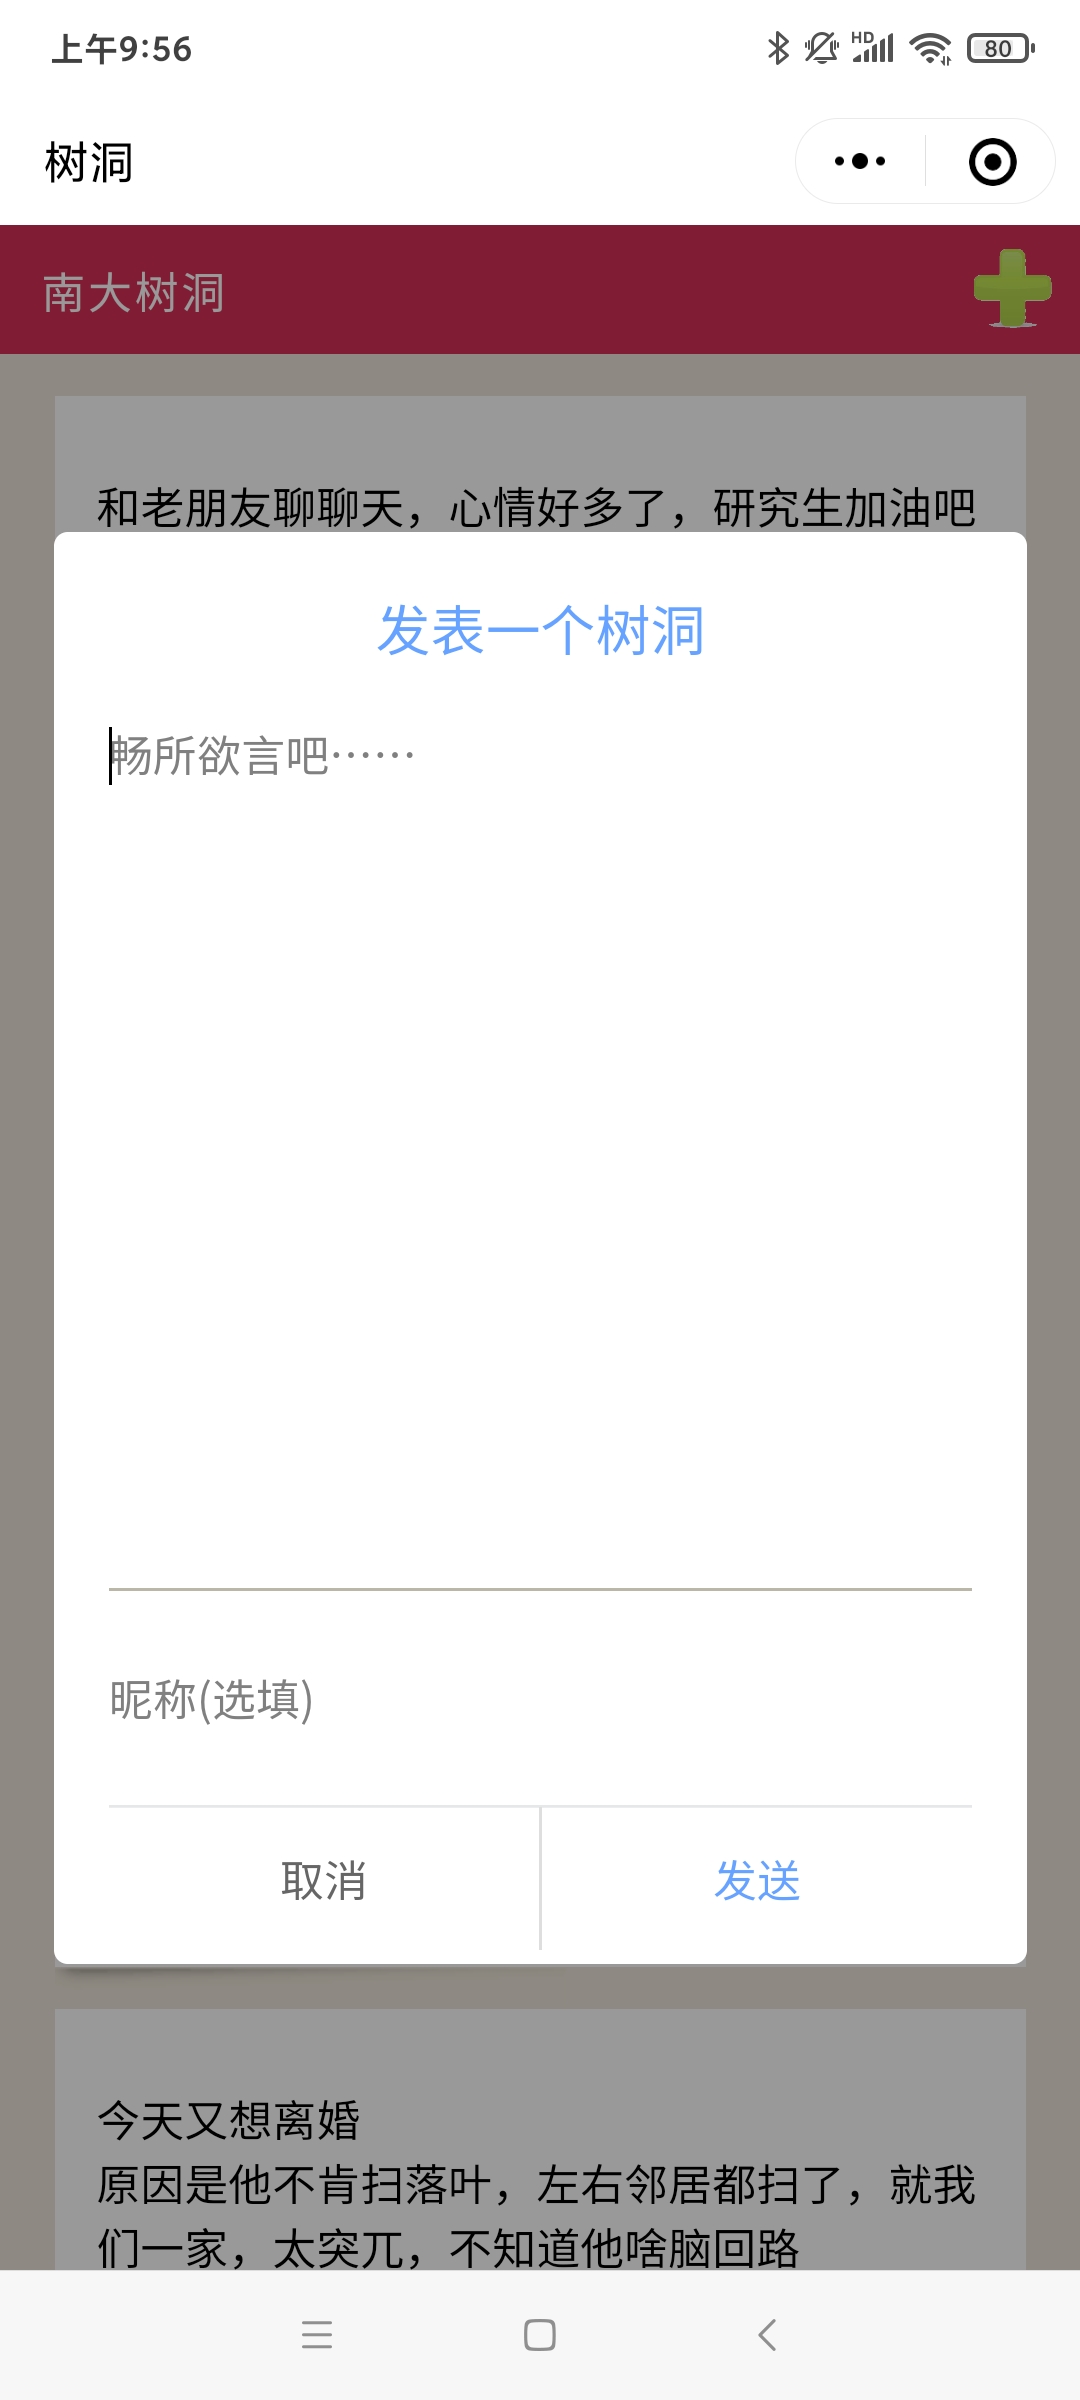 上午9:56
HD
80
树洞
南大树洞
和老朋友聊聊天，心情好多了，研究生加油吧
发表一个树洞
畅所欲言吧……
昵称(选填)
取消
发送
今天又想离婚
原因是他不肯扫落叶，左右邻居都扫了，就我
们一家，太突兀，不知道他啥脑回路